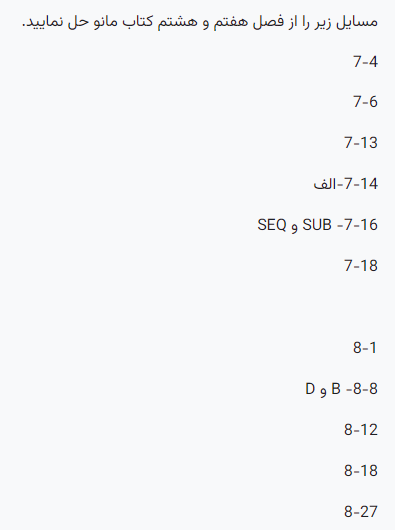 مسایل زیر را از فصل هفتم و هشتم کتاب مانو حل نمایید.
7-4
7-6
7-13
7-14-الف
7-16- SUB و SEQ
7-18
8-1
8-8- B و D
8-12
8-18
8-27